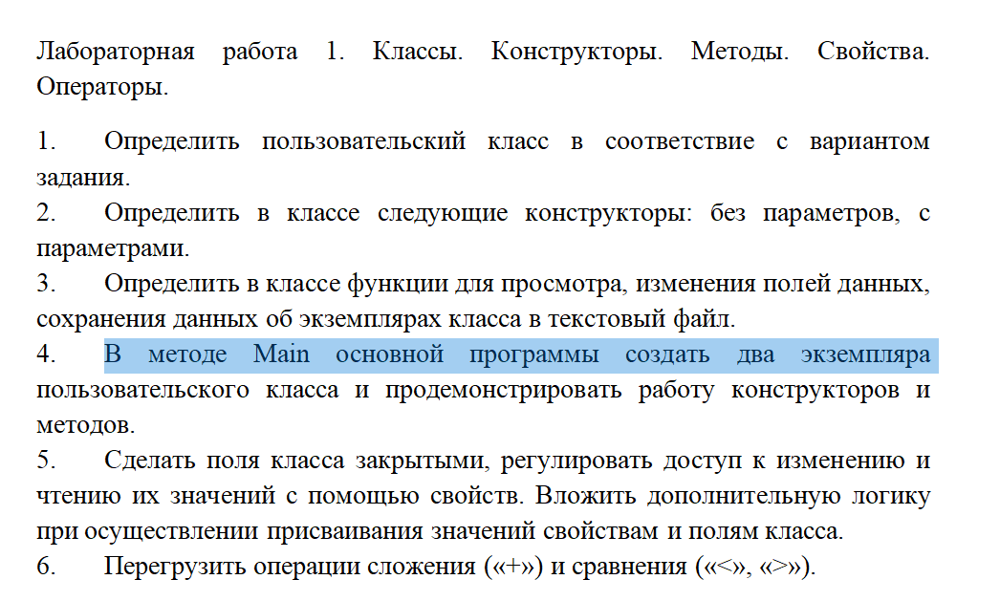 Лабораторная работа 1. Классы. Конструкторы. Методы. Свойства.
Операторы.
1. Определить пользовательский класс в соответствие с вариантом
задания.
2. Определить в классе следующие конструкторы: без параметров, с
параметрами.
3. Определить в классе функции для просмотра, изменения полей данных,
сохранения данных об экземплярах класса в текстовый файл.
4. В методе Main основной программы создать два экземпляра
пользовательского класса и продемонстрировать работу конструкторов и
методов.
5. Сделать поля класса закрытыми, регулировать доступ к изменению и
чтению их значений с помощью свойств. Вложить дополнительную логику
при осуществлении присваивания значений свойствам и полям класса.
6. Перегрузить операции сложения («+») и сравнения («<», «>»).